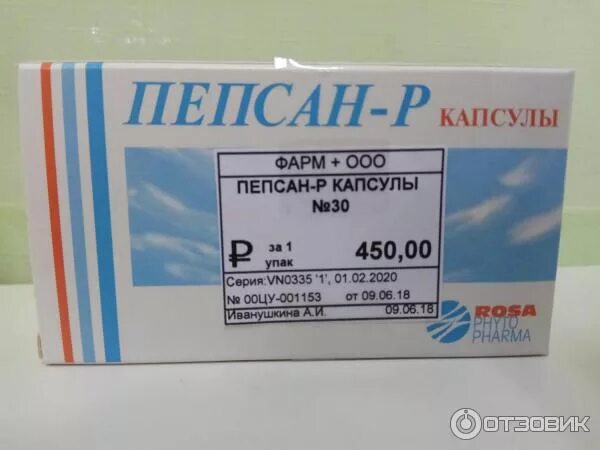 ПЕПСАН-Р КАПСУЛЫ
ФАРМ + ООО
ПЕПСАН-Р КАПСУЛЫ
№30
₽ за 1 упак 450,00
Серия:VN0335 '1', 01.02.2020
№ 00ЦУ-001153 от 09.06.18
Иванушкина А.И. 09.06.18
ROSA
PHYTO
PHARMA
ОТЗОВИК